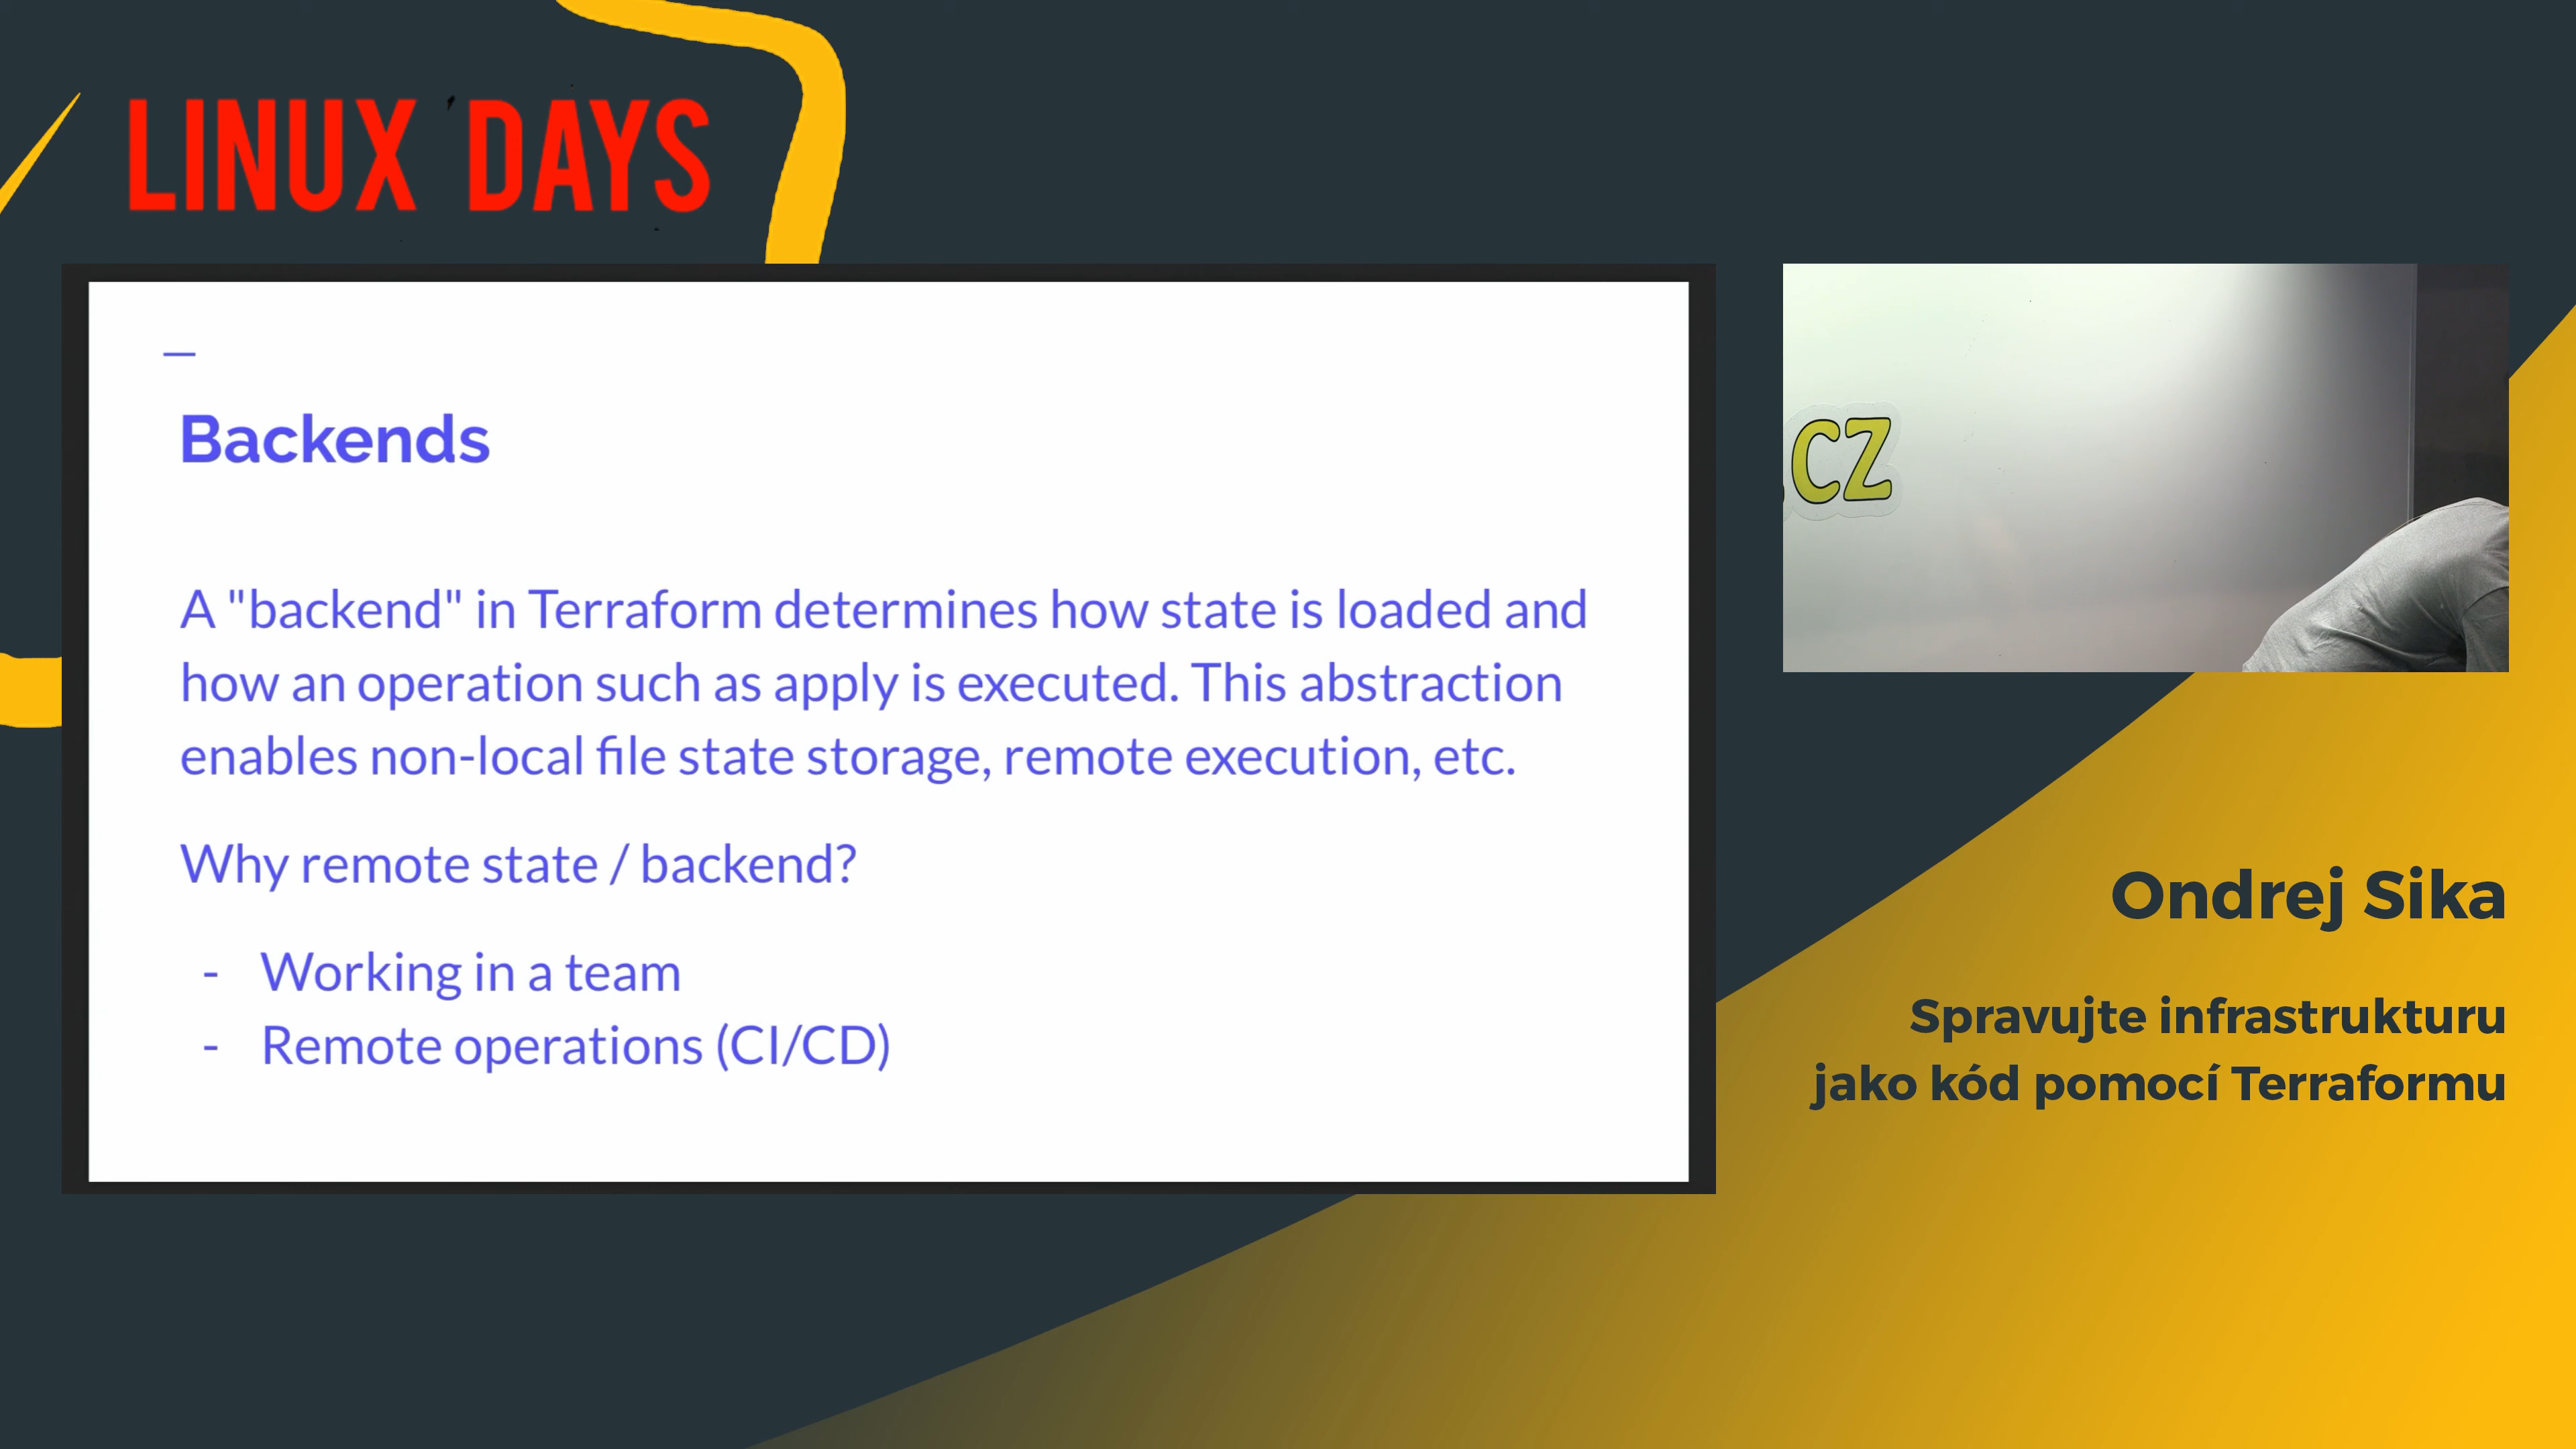 LINUX DAYS
Backends
A "backend" in Terraform determines how state is loaded and
how an operation such as apply is executed. This abstraction
enables non-local file state storage, remote execution, etc.
Why remote state / backend?
- Working in a team
- Remote operations (CI/CD)
.CZ
Ondrej Sika
Spravujte infrastrukturu
jako kód pomocí Terraformu